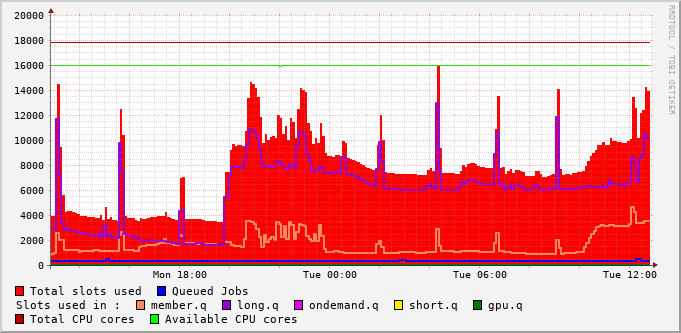 20000
18000
16000
14000
12000
10000
8000
6000
4000
2000
0
Mon 18:00 Tue 00:00 Tue 06:00 Tue 12:00
RRDTOOL / TOBI OETIKER
Total slots used Queued Jobs
Slots used in : member.q long.q ondemand.q short.q gpu.q
Total CPU cores Available CPU cores